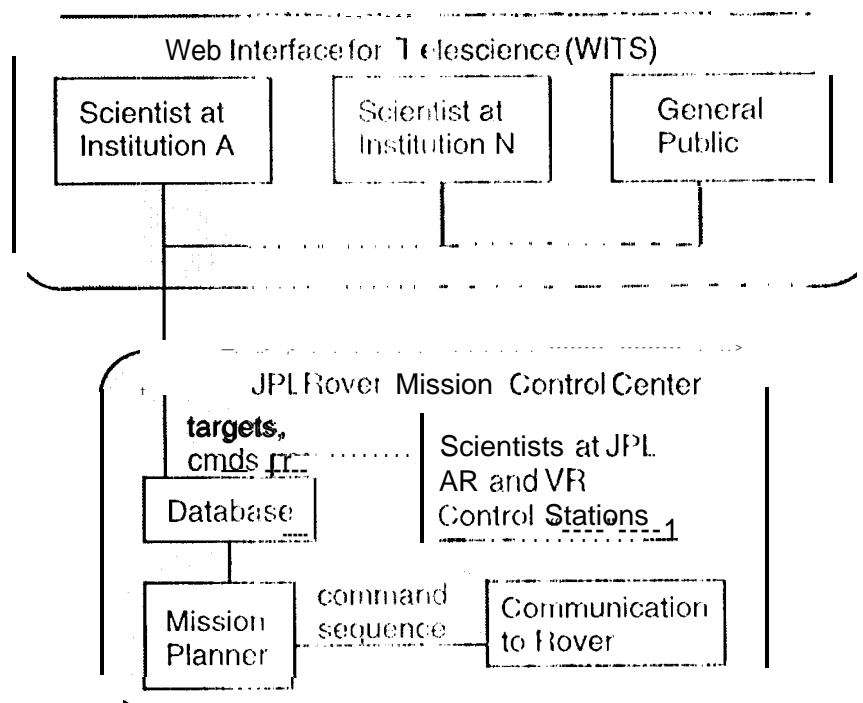 Web Interface for Telescience (WITS)
Scientist at
Institution A
Scientist at
Institution N
General
Public
JPL Rover Mission Control Center
targets,
cmds
Scientists at JPL
AR and VR
Control Stations
Database
Mission
Planner
command
sequence
Communication
to Rover